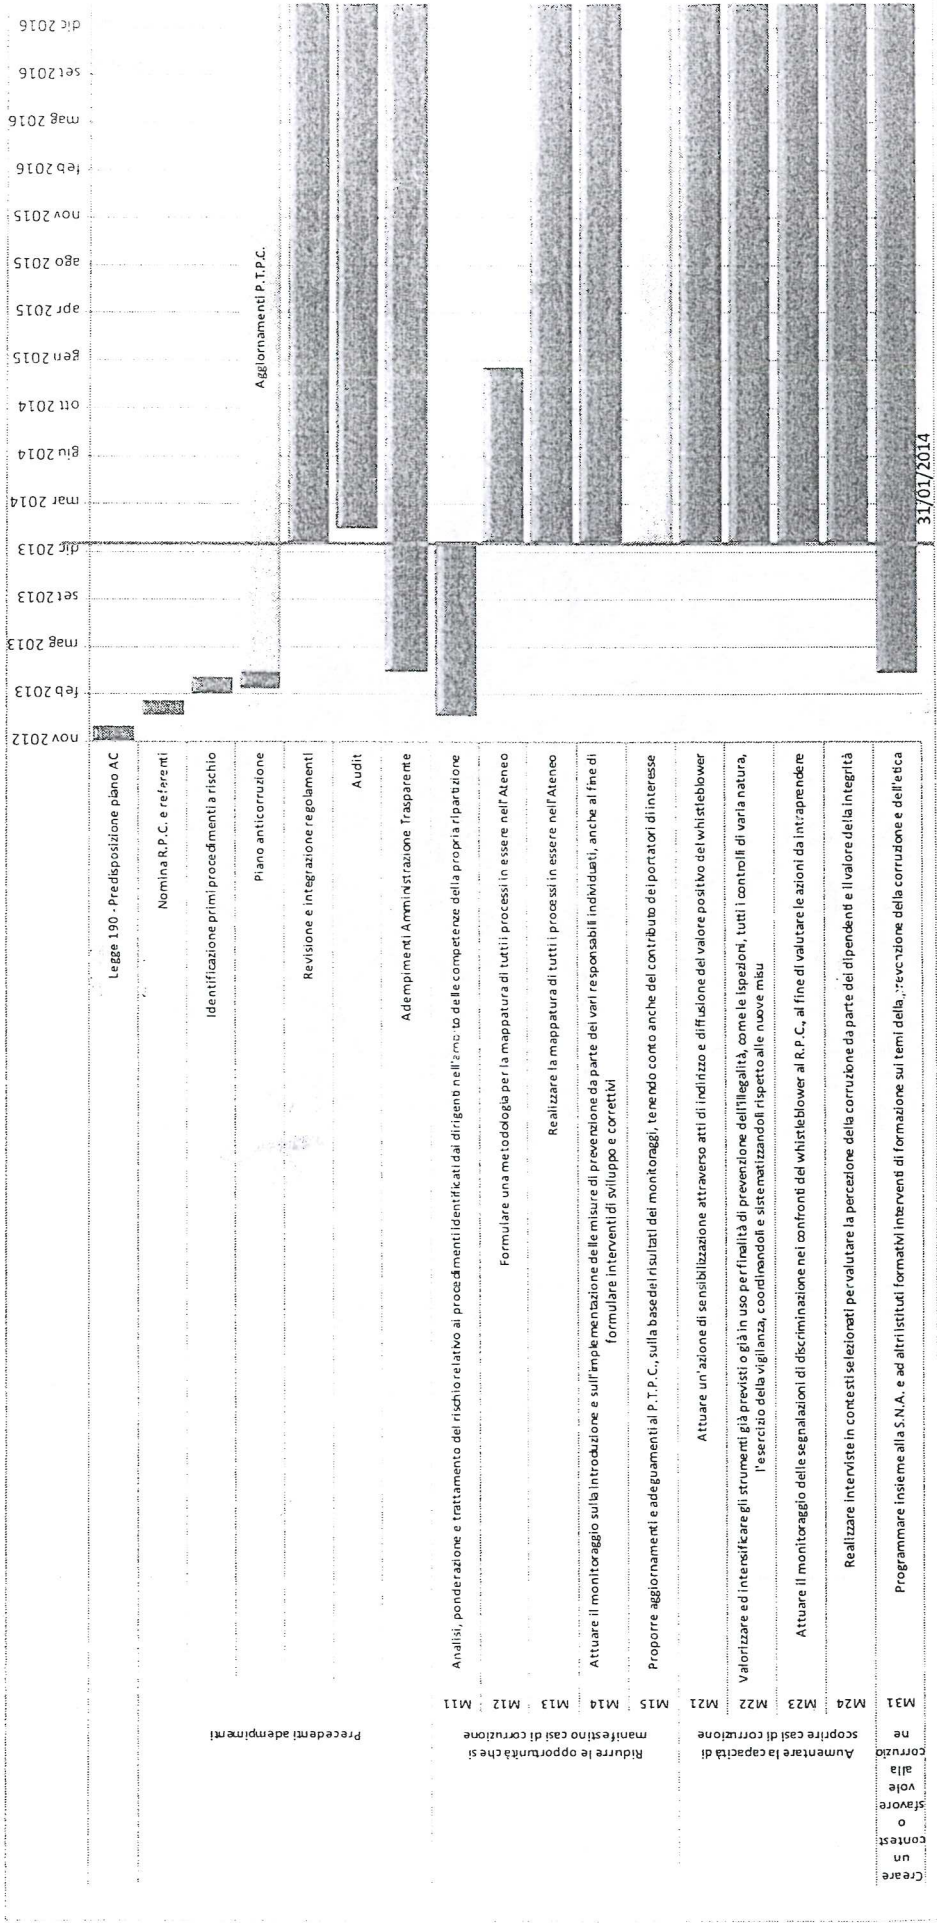 nov 2012
feb 2013
mag 2013
set 2013
dic 2013
mar 2014
giu 2014
ott 2014
gen 2015
apr 2015
ago 2015
nov 2015
feb 2016
mag 2016
set 2016
dic 2016
Legge 190 - Predisposizione piano AC
Precedenti adempimenti
Nomina R.P.C. e referenti
Identificazione primi procedimenti a rischio
Piano anticorruzione
Aggiornamenti P.T.P.C.
Revisione e integrazione regolamenti
Audit
Adempimenti Amministrazione Trasparente
Ridurre le opportunità che si
manifestino casi di corruzione
M11
Analisi, ponderazione e trattamento del rischio relativo ai procedimenti identificati dai dirigenti nell'ambito delle competenze della propria ripartizione
M12
Formulare una metodologia per la mappatura di tutti i processi in essere nell'Ateneo
M13
Realizzare la mappatura di tutti i processi in essere nell'Ateneo
M14
Attuare il monitoraggio sulla introduzione e sull'implementazione delle misure di prevenzione da parte dei vari responsabili individuati, anche al fine di
formulare interventi di sviluppo e correttivi
M15
Proporre aggiornamenti e adeguamenti al P.T.P.C., sulla base dei risultati dei monitoraggi, tenendo conto anche del contributo dei portatori di interesse
Aumentare la capacità di
scoprire casi di corruzione
M21
Attuare un'azione di sensibilizzazione attraverso atti di indirizzo e diffusione del valore positivo del whistleblower
M22
Valorizzare ed intensificare gli strumenti già previsti o già in uso per finalità di prevenzione dell'illegalità, come le ispezioni, tutti i controlli di varia natura,
l'esercizio della vigilanza, coordinandoli e sistematizzandoli rispetto alle nuove misu
M23
Attuare il monitoraggio delle segnalazioni di discriminazione nei confronti del whistleblower al R.P.C., al fine di valutare le azioni da intraprendere
M24
Realizzare interviste in contesti selezionati per valutare la percezione della corruzione da parte dei dipendenti e il valore della integrità
Creare
un
contest
o
sfavore
vole
alla
corruzio
ne
M31
Programmare insieme alla S.N.A. e ad altri istituti formativi interventi di formazione sui temi della prevenzione della corruzione e dell'etica
31/01/2014